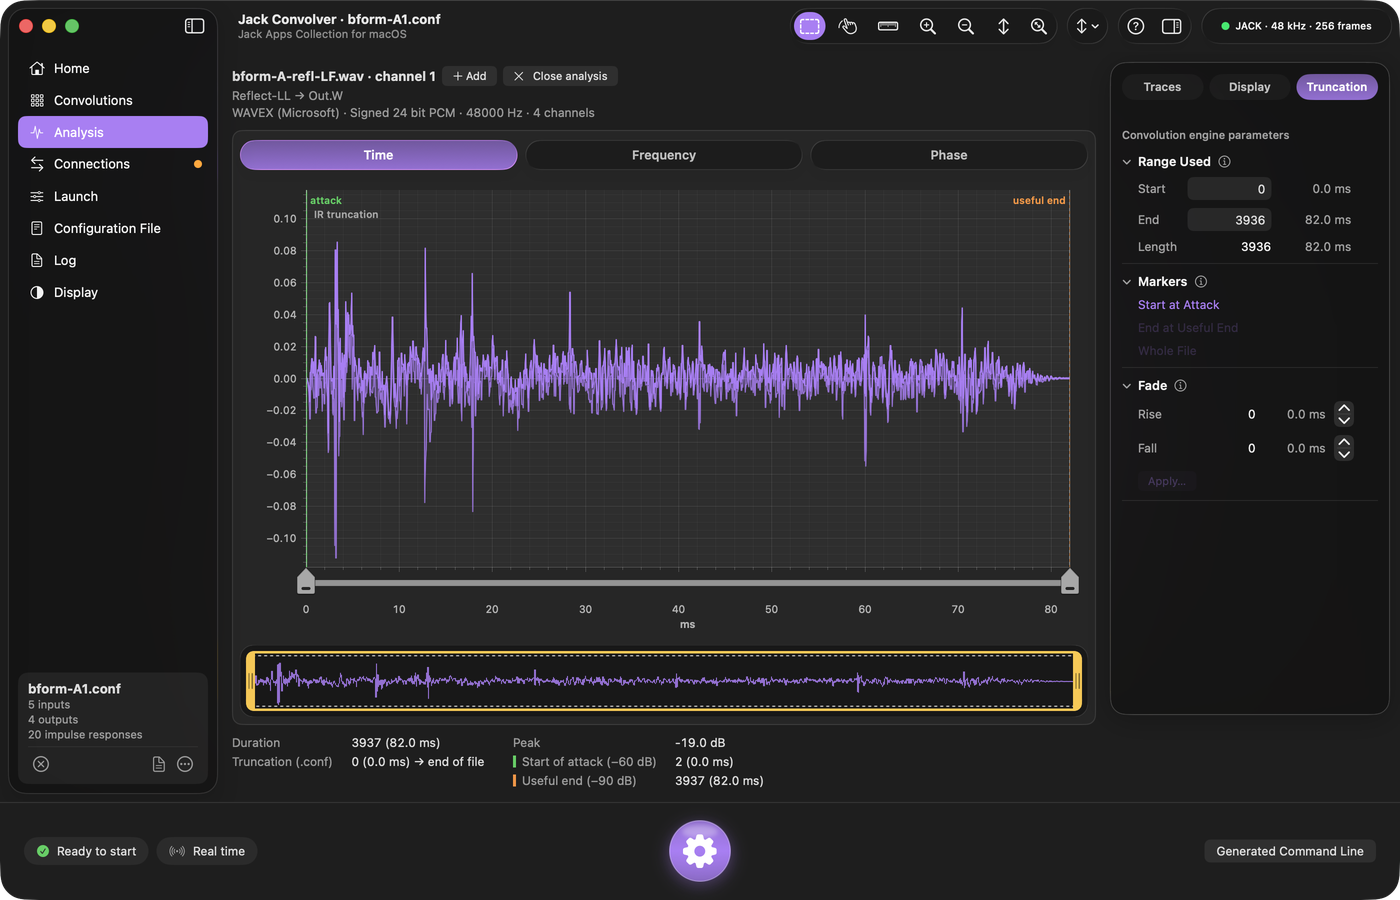 Jack Convolver · bform-A1.conf
Jack Apps Collection for macOS
JACK · 48 kHz · 256 frames
Home
Convolutions
Analysis
Connections
Launch
Configuration File
Log
Display
bform-A1.conf
5 inputs
4 outputs
20 impulse responses
bform-A-refl-LF.wav · channel 1
+ Add
Close analysis
Reflect-LL → Out.W
WAVEX (Microsoft) · Signed 24 bit PCM · 48000 Hz · 4 channels
Time
Frequency
Phase
attack
IR truncation
useful end
0.10
0.08
0.06
0.04
0.02
0.00
−0.02
−0.04
−0.06
−0.08
−0.10
0
10
20
30
40
50
60
70
80
ms
Duration
3937 (82.0 ms)
Truncation (.conf)
0 (0.0 ms) → end of file
Peak
-19.0 dB
Start of attack (−60 dB)
2 (0.0 ms)
Useful end (−90 dB)
3937 (82.0 ms)
Traces
Display
Truncation
Convolution engine parameters
Range Used
Start
0
0.0 ms
End
3936
82.0 ms
Length
3936
82.0 ms
Markers
Start at Attack
End at Useful End
Whole File
Fade
Rise
0
0.0 ms
Fall
0
0.0 ms
Apply...
Ready to start
Real time
Generated Command Line